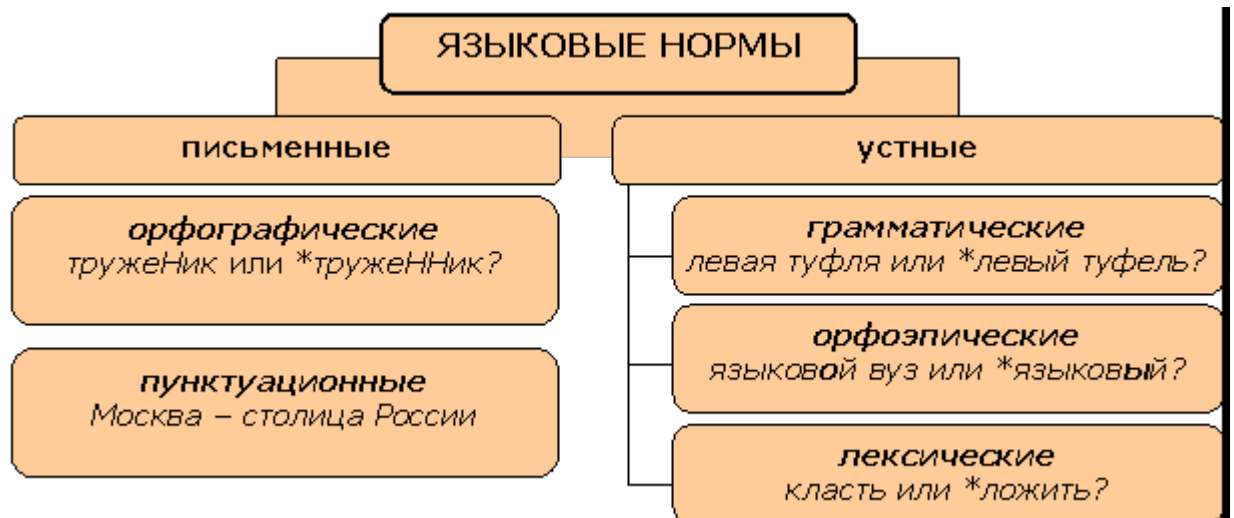 ЯЗЫКОВЫЕ НОРМЫ
письменные
орфографические
тружеНик или *тружеННик?
пунктуационные
Москва – столица России
устные
грамматические
левая туфля или *левый туфель?
орфоэпические
языковой вуз или *языковый?
лексические
класть или *ложить?